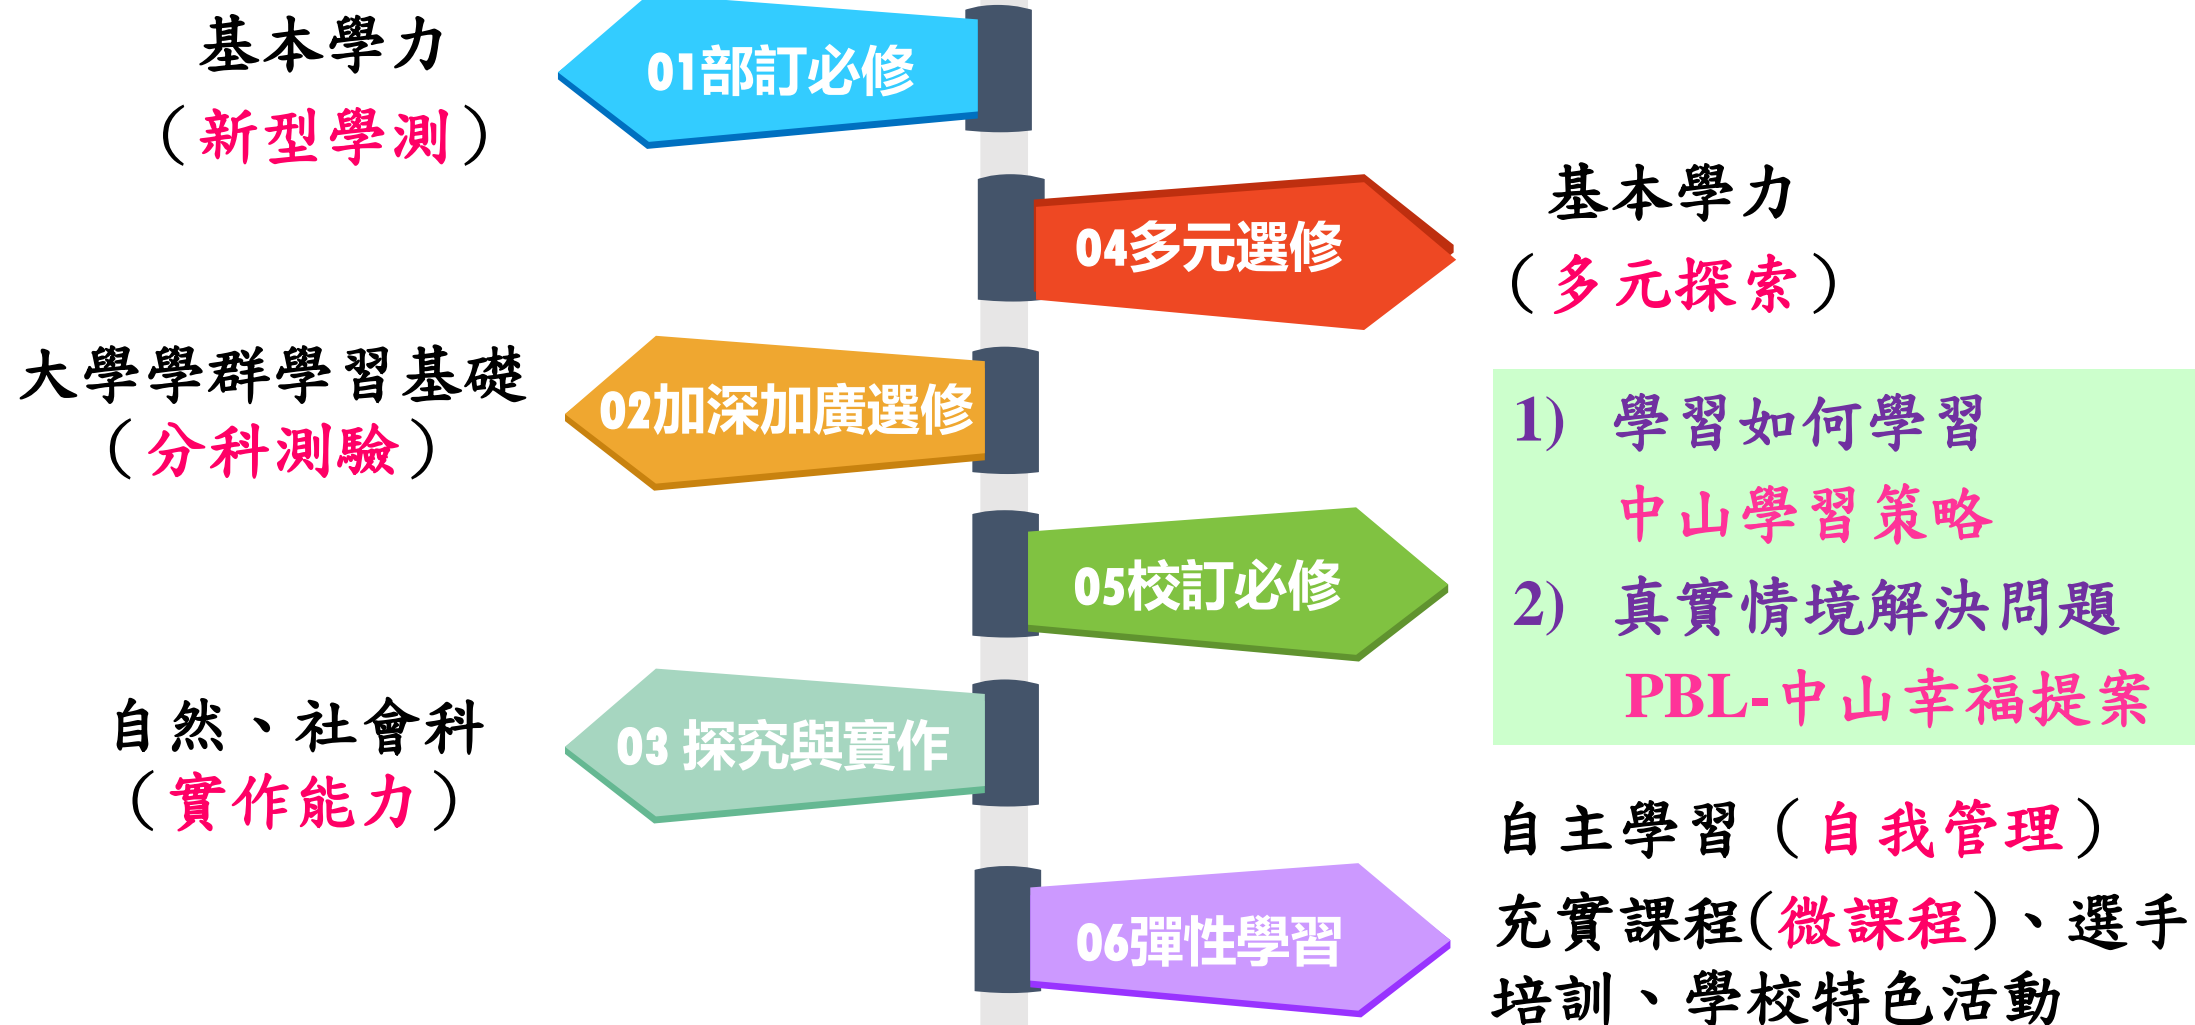 基本學力
（新型學測）
01部訂必修
04多元選修
基本學力
（多元探索）
大學學群學習基礎
（分科測驗）
02加深加廣選修
05校訂必修
1) 學習如何學習
中山學習策略
2) 真實情境解決問題
PBL-中山幸福提案
自然、社會科
（實作能力）
03 探究與實作
06彈性學習
自主學習（自我管理）
充實課程(微課程)、選手
培訓、學校特色活動